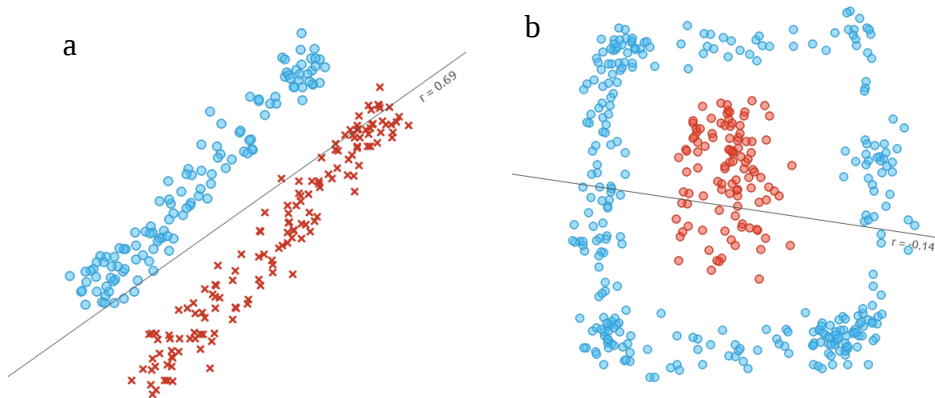 a
r = 0.69
b
r = -0.14